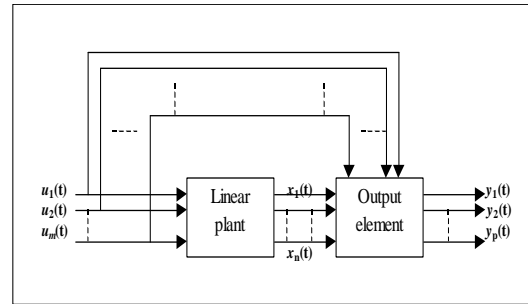 u1(t)
u2(t)
um(t)
Linear
plant
x1(t)
xn(t)
Output
element
y1(t)
y2(t)
yp(t)